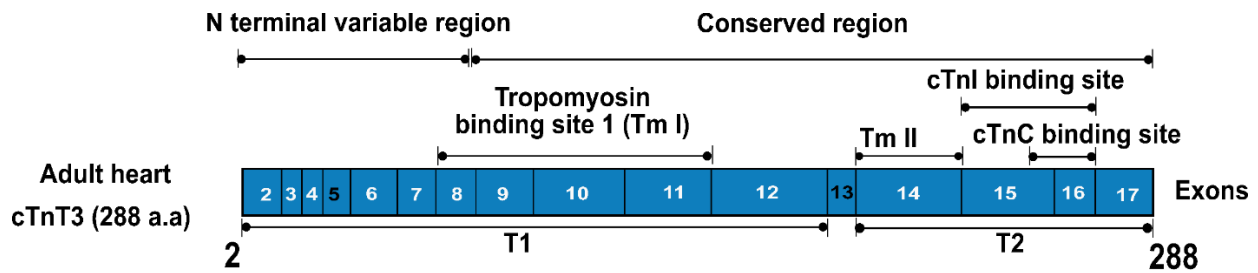 N terminal variable region
Conserved region
cTnI binding site
Tropomyosin
binding site 1 (Tm I)
Tm II
cTnC binding site
Adult heart
cTnT3 (288 a.a)
2 3 4 5 6 7 8 9 10 11 12 13 14 15 16 17
Exons
T1
T2
2
288